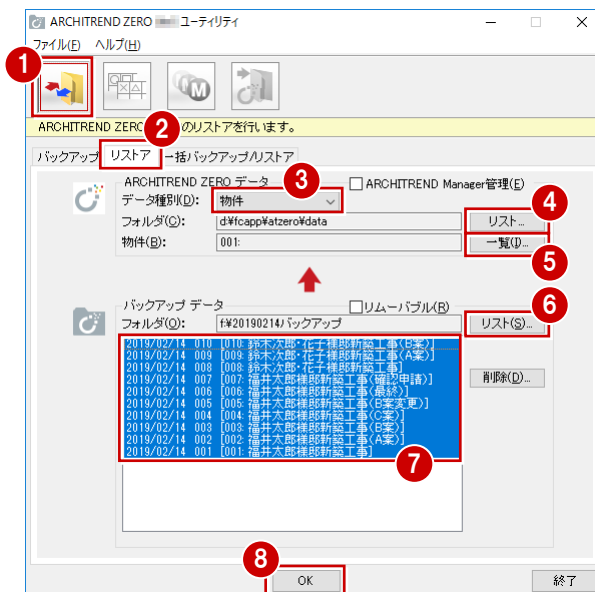 ARCHITREND ZERO ユーティリティ
ファイル(F) ヘルプ(H)
1
M
ARCHITREND ZERO のリストアを行います。
2
バックアップ リストア 一括バックアップ/リストア
ARCHITREND ZERO データ 3 ARCHITREND Manager管理(E)
データ種別(D): 物件 4
フォルダ(C): d:¥fcapp¥atzero¥data リスト...
物件(B): 001: 一覧(I)...
5
バックアップ データ リムーバブル(R) 6
フォルダ(O): f:¥20190214バックアップ リスト(S)...
2019/02/14 010 [010: 鈴木次郎・花子様邸新築工事(B案)]
2019/02/14 009 [009: 鈴木次郎・花子様邸新築工事(A案)]
2019/02/14 008 [008: 鈴木次郎・花子様邸新築工事]
2019/02/14 007 [007: 福井太郎様邸新築工事(確認申請)]
削除(D)...
2019/02/14 006 [006: 福井太郎様邸新築工事(最終)]
2019/02/14 005 [005: 福井太郎様邸新築工事(B案変更)]
2019/02/14 004 [004: 福井太郎様邸新築工事(C案)]
2019/02/14 003 [003: 福井太郎様邸新築工事(B案)]
2019/02/14 002 [002: 福井太郎様邸新築工事(A案)]
2019/02/14 001 [001: 福井太郎様邸新築工事]
7
8
OK 終了